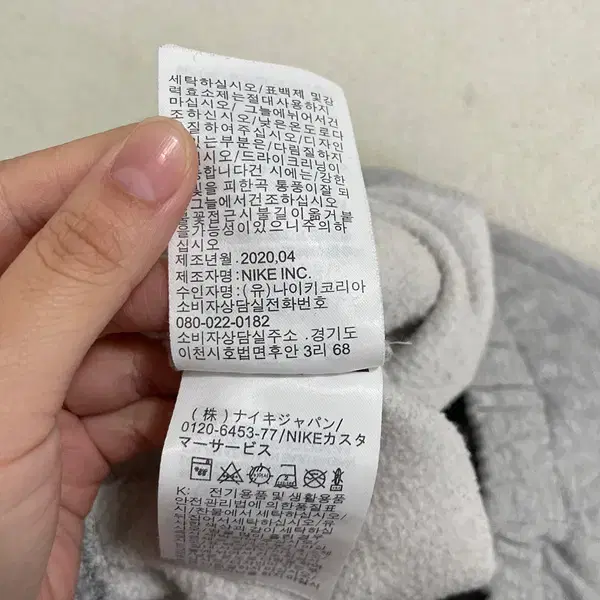 세탁하십시오/표백제 및강
력효소제는절대사용하지
마십시오/ 그늘에뉘어서건
조하십시오/낮은온도로다
질하여주십시오/디자인
있는부분은/다림질하지
십시오/드라이크리닝이
능합니다건 시에는/강한
빛을 피한곡 통풍이잘 되
그늘에서건조하십시오
불꽃접근시불길이옮거붙
을가능성이있으니주의하
십시오
제조년월.2020,04
제조자명:NIKE INC.
수인자명:(유)나이키코리아
소비자상담실전화번호
080-022-0182
소비자상담실주소 .경기도
이천시호법면후안 3리 68
(株)ナイキジャパン/
0120-6453-77/NIKEカスタ
マーサービス
K: 전기용품및생활용품
안전관리법에 의한품질표
시/찬물에서 세탁하십시오/